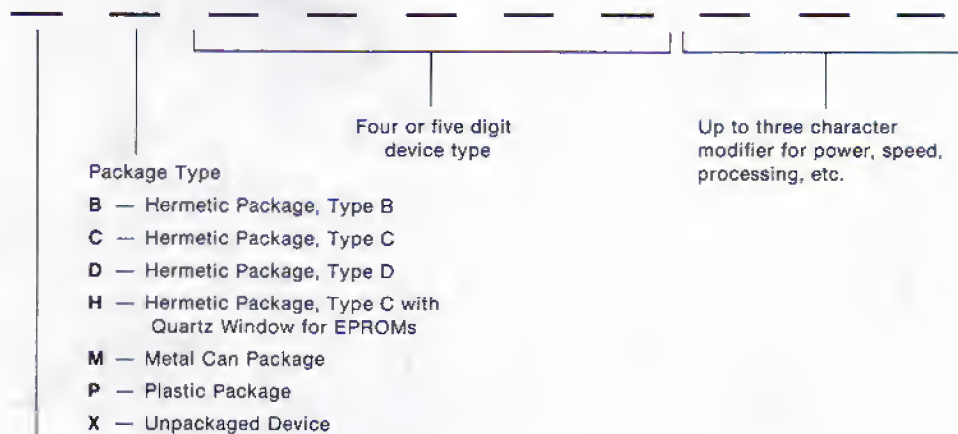 Four or five digit
device type
Up to three character
modifier for power, speed,
processing, etc.
Package Type
B — Hermetic Package, Type B
C — Hermetic Package, Type C
D — Hermetic Package, Type D
H — Hermetic Package, Type C with
Quartz Window for EPROMs
M — Metal Can Package
P — Plastic Package
X — Unpackaged Device